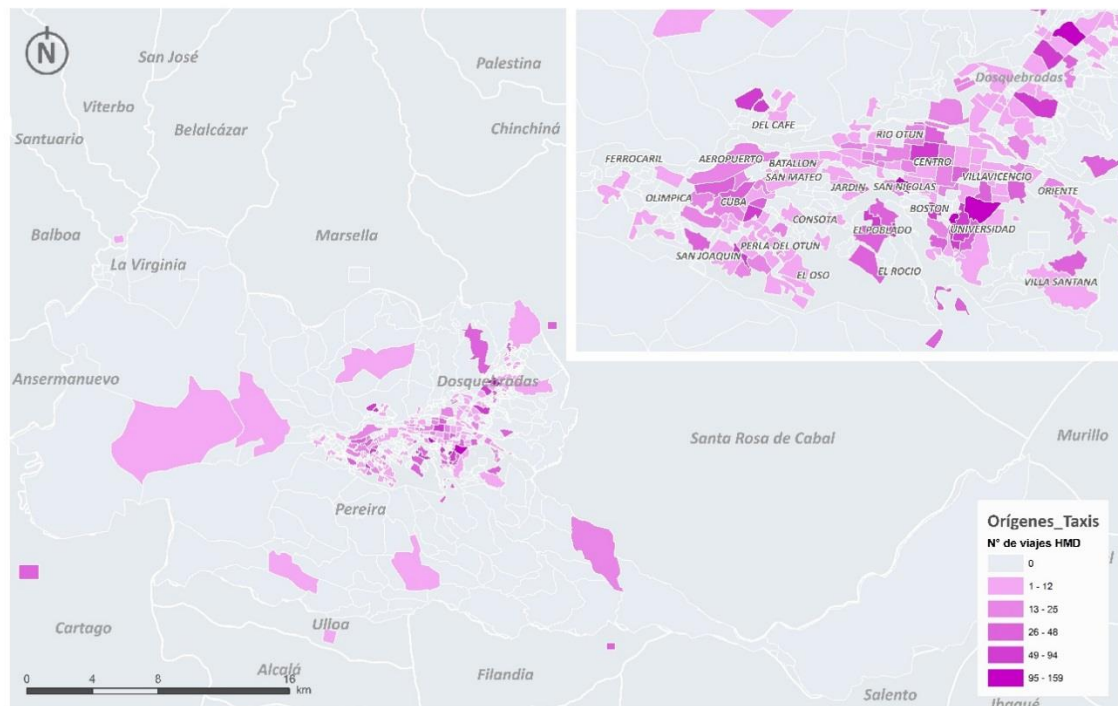 N
San José
Palestina
Viterbo
Santuario
Belalcázar
Chinchiná
Balboa
Marsella
La Virginia
Ansermanuevo
Dosquebradas
Santa Rosa de Cabal
Murillo
Pereira
Ulloa
Cartago
Alcalá
Filandia
Salento
0 4 8 16
km
Dosquebradas
DEL CAFE
RIO OTUN
FERROCARIL
AEROPUERTO
BATALLON
CENTRO
SAN MATEO
VILLAVICENCIO
OLIMPICA
JARDIN
SAN NICOLAS
ORIENTE
CUBA
BOSTON
CONSOTA
EL POBLADO
UNIVERSIDAD
PERLA DEL OTUN
SAN JOAQUIN
EL OSO
EL ROCIO
VILLA SANTANA
Orígenes_Taxis
N° de viajes HMD
0
1 - 12
13 - 25
26 - 48
49 - 94
95 - 159